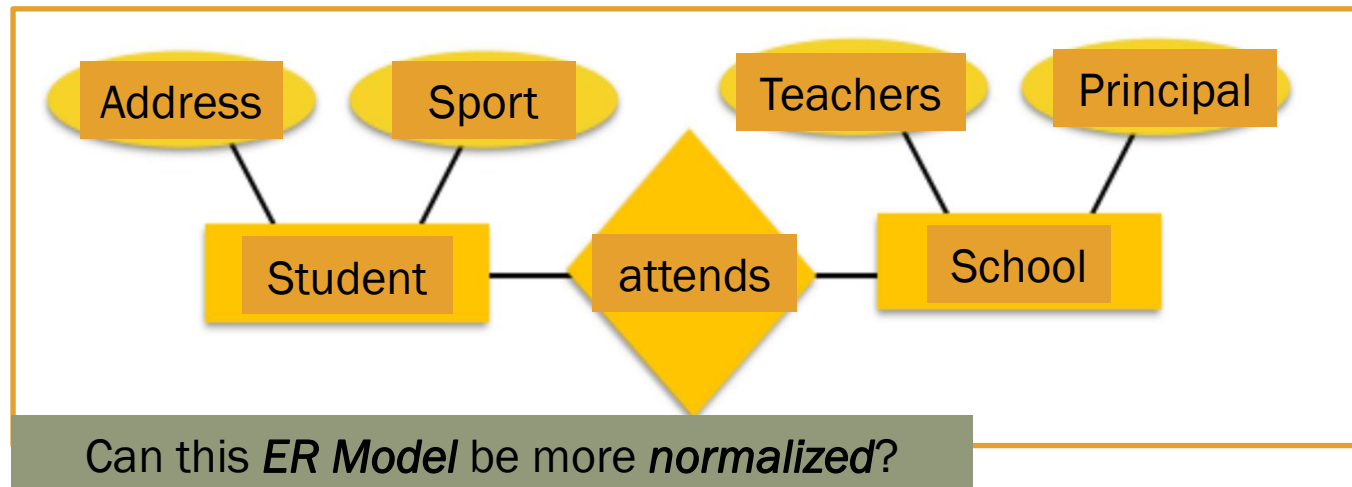 Address
Sport
Teachers
Principal
Student
attends
School
Can this ER Model be more normalized?